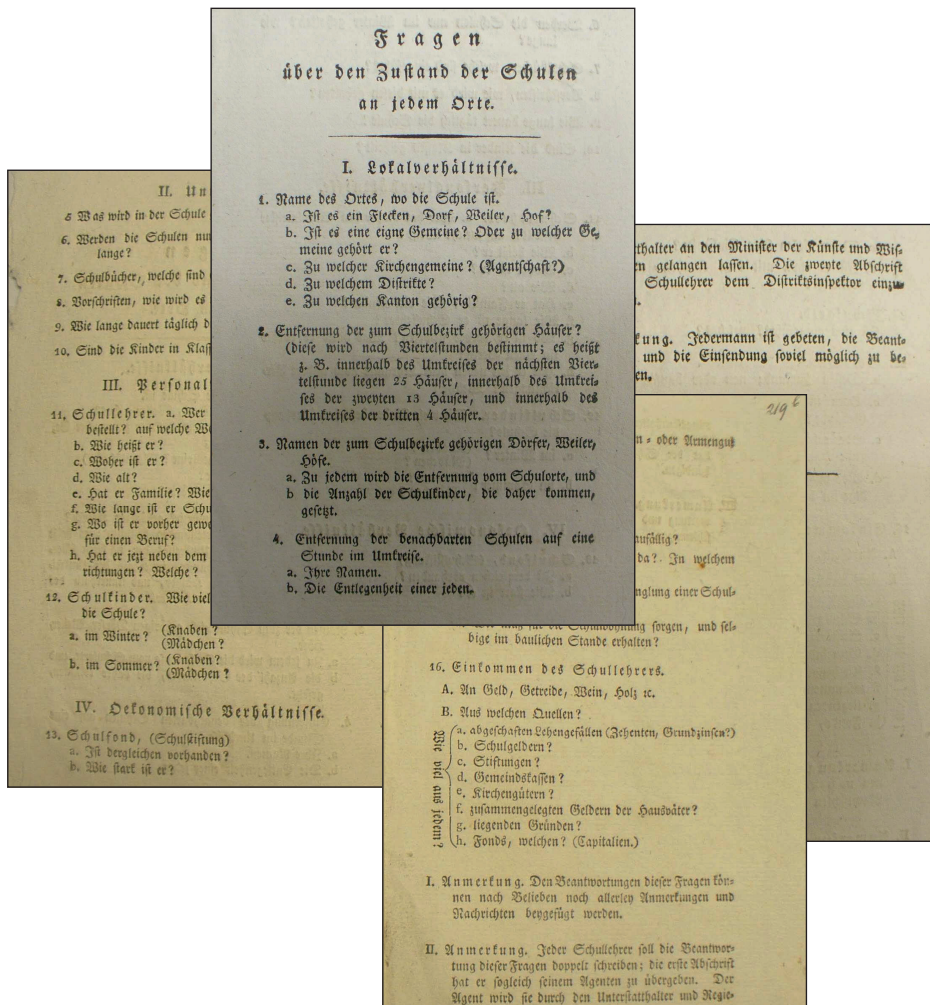 Fragen
über den Zustand der Schulen
an jedem Orte.
I. Lokalverhältnisse.
1. Name des Ortes, wo die Schule ist.
a. Ist es ein Flecken, Dorf, Weiler, Hof?
b. Ist es eine eigne Gemeine? Oder zu welcher Ge-
meine gehört er?
c. Zu welcher Kirchengemeine? (Agentschaft?)
d. Zu welchem Distrikte?
e. Zu welchen Kanton gehörig?
2. Entfernung der zum Schulbezirk gehörigen Häuser?
(diese wird nach Viertelstunden bestimmt; es heißt
z. B. innerhalb des Umkreises der nächsten Vier-
telstunde liegen 25 Häuser, innerhalb des Umkrei-
ses der zweyten 13 Häuser, und innerhalb des
Umkreises der dritten 4 Häuser.
3. Namen der zum Schulbezirke gehörigen Dörfer, Weiler,
Höfe.
a. Zu jedem wird die Entfernung vom Schulorte, und
b die Anzahl der Schulkinder, die daher kommen,
gesetzt.
4. Entfernung der benachbarten Schulen auf eine
Stunde im Umkreise.
a. Ihre Namen.
b. Die Entlegenheit einer jeden.
II. Un
5 Was wird in der Schule
6. Werden die Schulen nur
lange?
7. Schulbücher, welche sind
8. Vorschriften, wie wird es
9. Wie lange dauert täglich d
10. Sind die Kinder in Klass
III. Personal
11. Schullehrer. a. Wer
bestellt? auf welche We
b. Wie heißt er?
c. Woher ist er?
d. Wie alt?
e. Hat er Familie? Wie
f. Wie lange ist er Schu
g. Wo ist er vorher gewe
für einen Beruf?
h. Hat er jezt neben dem
richtungen? Welche?
12. Schulkinder. Wie viel
die Schule?
a. im Winter? (Knaben?
(Mädchen?
b. im Sommer? (Knaben?
(Mädchen?
IV. Oekonomische Verhältnisse.
13. Schulfond, (Schulstiftung)
a. Ist dergleichen vorhanden?
b. Wie stark ist er?
219
n- oder Armengut
aufällig?
da? In welchem
nglung einer Schul-
Wer muß für die Schulwohnung sorgen, und sel-
bige im baulichen Stande erhalten?
16. Einkommen des Schullehrers.
A. An Geld, Getreide, Wein, Holz ꝛc.
B. Aus welchen Quellen?
Wie viel aus jedem?
a. abgeschaften Lehengefällen (Zehenten, Grundzinsen?)
b. Schulgeldern?
c. Stiftungen?
d. Gemeindskassen?
e. Kirchengütern?
f. zusammengelegten Geldern der Hausväter?
g. liegenden Gründen?
h. Fonds, welchen? (Capitalien.)
I. Anmerkung. Den Beantwortungen dieser Fragen kön-
nen nach Belieben noch allerley Anmerkungen und
Nachrichten beygefügt werden.
II. Anmerkung. Jeder Schullehrer soll die Beantwor-
tung dieser Fragen doppelt schreiben; die erste Abschrift
hat er sogleich seinem Agenten zu übergeben. Der
Agent wird sie durch den Unterstatthalter und Regie-
tthalter an den Minister der Künste und Wis-
en gelangen lassen. Die zweyte Abschrift
Schullehrer dem Distriktsinspektor einzu-
kung. Jedermann ist gebeten, die Beant-
und die Einsendung soviel möglich zu be-
en.